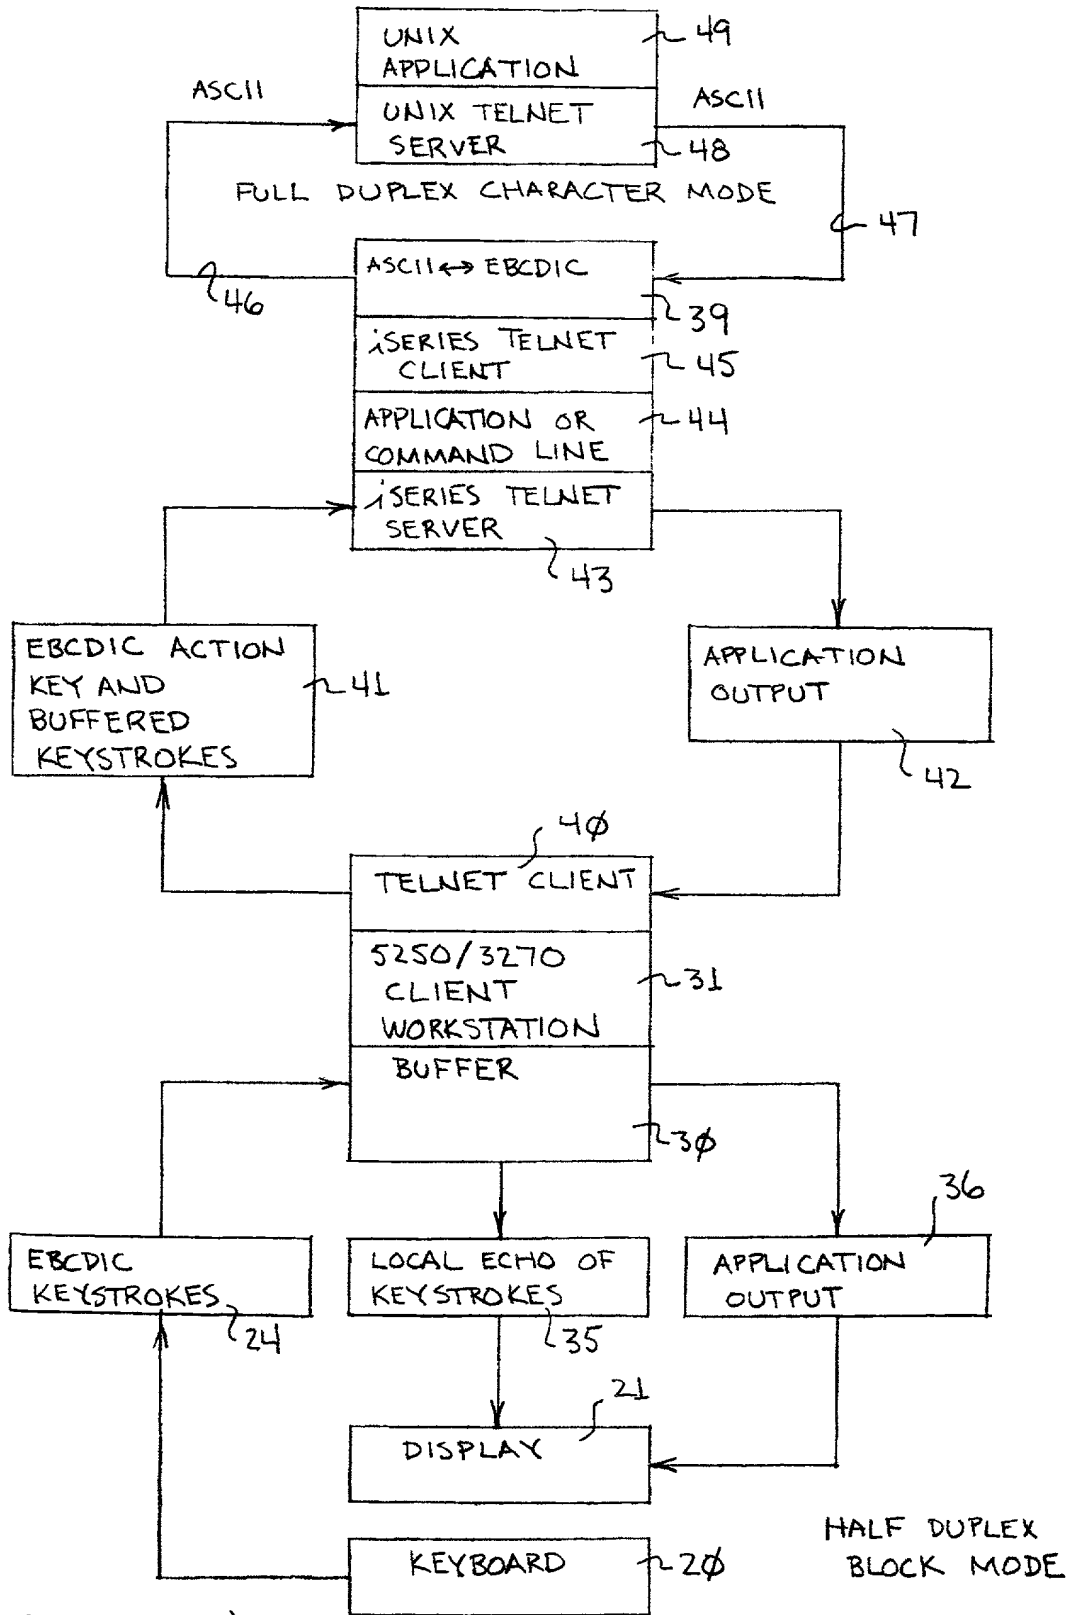 UNIX
APPLICATION
49
ASCII
UNIX TELNET
SERVER
48
ASCII
FULL DUPLEX CHARACTER MODE
47
ASCII ↔ EBCDIC
46
39
iSERIES TELNET
CLIENT
45
APPLICATION OR
COMMAND LINE
44
iSERIES TELNET
SERVER
43
EBCDIC ACTION
KEY AND
BUFFERED
KEYSTROKES
41
APPLICATION
OUTPUT
42
4Ø
TELNET CLIENT
5250/3270
CLIENT
WORKSTATION
31
BUFFER
3Ø
36
EBCDIC
KEYSTROKES
24
LOCAL ECHO OF
KEYSTROKES
35
APPLICATION
OUTPUT
21
DISPLAY
KEYBOARD
2Ø
HALF DUPLEX
BLOCK MODE